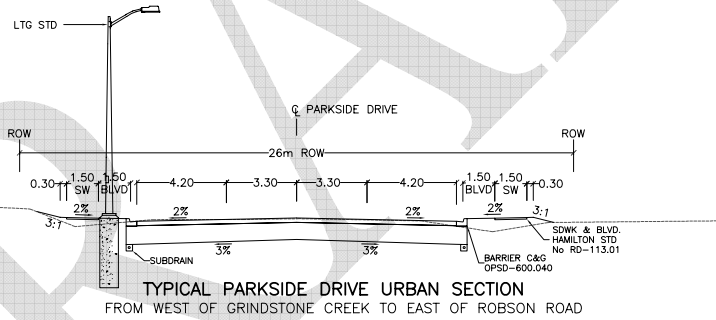 LTG STD
℄ PARKSIDE DRIVE
ROW
ROW
26m ROW
0.30
1.50
SW
1.50
BLVD
4.20
3.30
3.30
4.20
1.50
BLVD
1.50
SW
0.30
3:1
2%
2%
2%
2%
3:1
3%
3%
SUBDRAIN
BARRIER C&G
OPSD-600.040
SDWK & BLVD.
HAMILTON STD
No RD-113.01
TYPICAL PARKSIDE DRIVE URBAN SECTION
FROM WEST OF GRINDSTONE CREEK TO EAST OF ROBSON ROAD